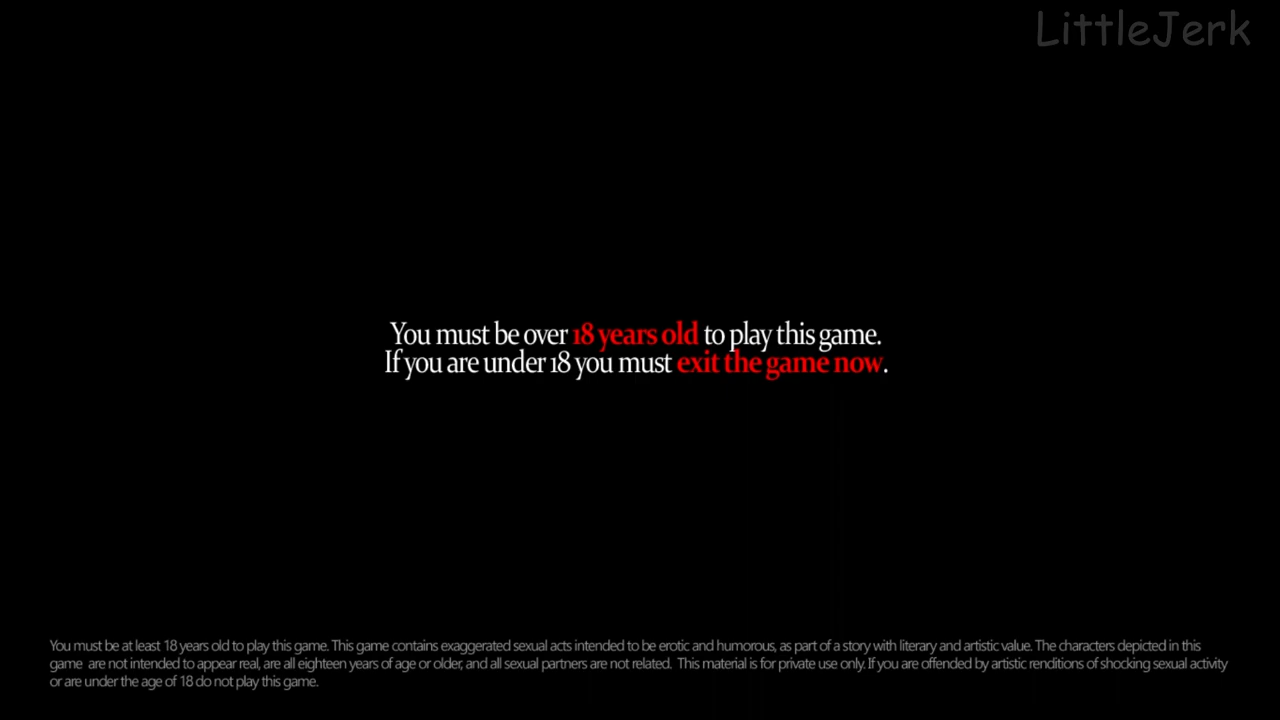 LittleJerk
You must be over 18 years old to play this game.
If you are under 18 you must exit the game now.
You must be at least 18 years old to play this game. This game contains exaggerated sexual acts intended to be erotic and humorous, as part of a story with literary and artistic value. The characters depicted in this
game are not intended to appear real, are all eighteen years of age or older, and all sexual partners are not related. This material is for private use only. If you are offended by artistic renditions of shocking sexual activity
or are under the age of 18 do not play this game.